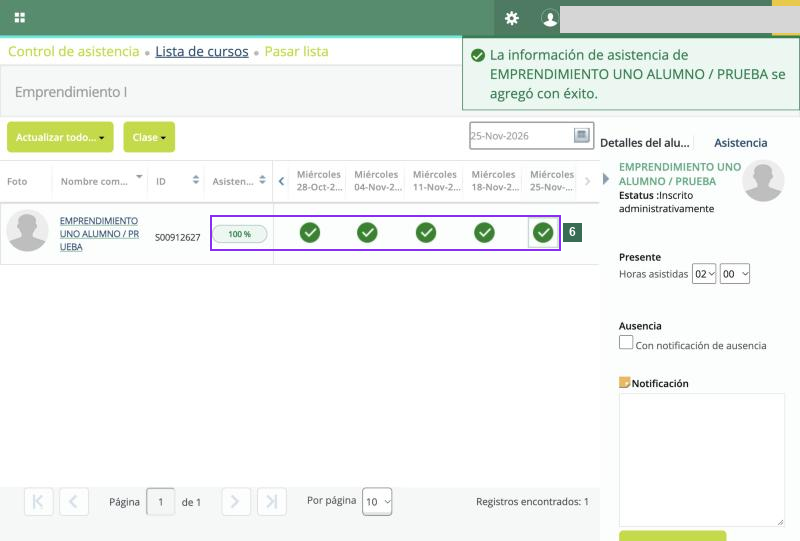 Control de asistencia • Lista de cursos • Pasar lista
La información de asistencia de
EMPRENDIMIENTO UNO ALUMNO / PRUEBA se
agregó con éxito.
Emprendimiento I
Actualizar todo...
Clase
25-Nov-2026
Detalles del alu...
Asistencia
Foto
Nombre com...
ID
Asisten...
Miércoles
28-Oct-2...
Miércoles
04-Nov-2...
Miércoles
11-Nov-2...
Miércoles
18-Nov-2...
Miércoles
25-Nov-...
EMPRENDIMIENTO
UNO ALUMNO / PR
UEBA
S00912627
100 %
6
EMPRENDIMIENTO UNO
ALUMNO / PRUEBA
Estatus :Inscrito
administrativamente
Presente
Horas asistidas 02 00
Ausencia
Con notificación de ausencia
Notificación
Página 1 de 1
Por página 10
Registros encontrados: 1